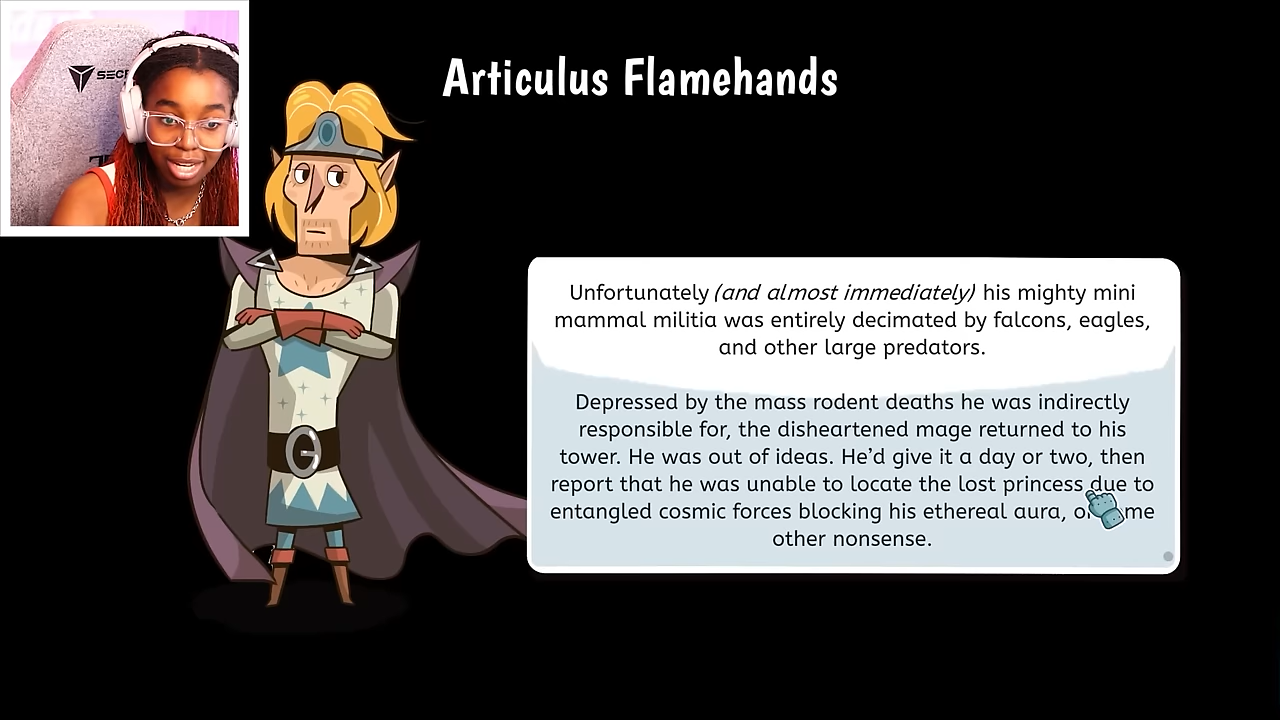 SEC
Articulus Flamehands
Unfortunately (and almost immediately) his mighty mini
mammal militia was entirely decimated by falcons, eagles,
and other large predators.
Depressed by the mass rodent deaths he was indirectly
responsible for, the disheartened mage returned to his
tower. He was out of ideas. He’d give it a day or two, then
report that he was unable to locate the lost princess due to
entangled cosmic forces blocking his ethereal aura,
other nonsense.